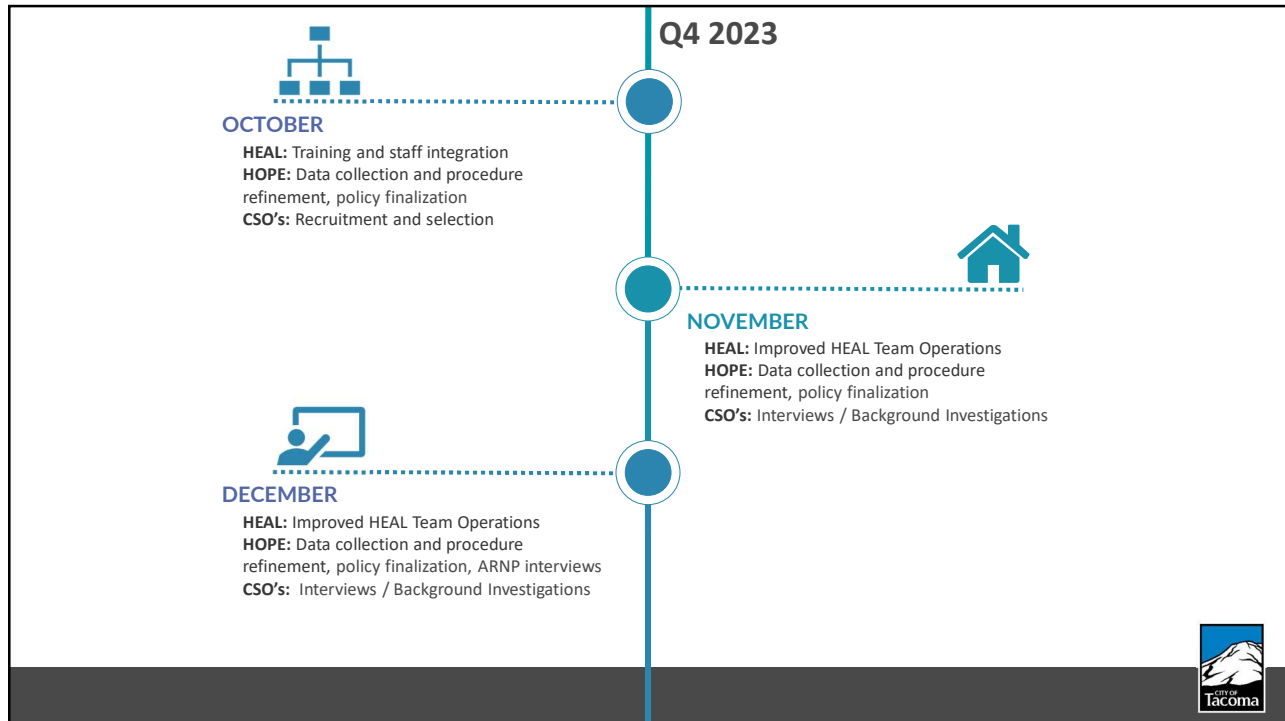 Q4 2023
OCTOBER
HEAL: Training and staff integration
HOPE: Data collection and procedure
refinement, policy finalization
CSO's: Recruitment and selection
NOVEMBER
HEAL: Improved HEAL Team Operations
HOPE: Data collection and procedure
refinement, policy finalization
CSO's: Interviews / Background Investigations
DECEMBER
HEAL: Improved HEAL Team Operations
HOPE: Data collection and procedure
refinement, policy finalization, ARNP interviews
CSO's: Interviews / Background Investigations
CITY OF
Tacoma